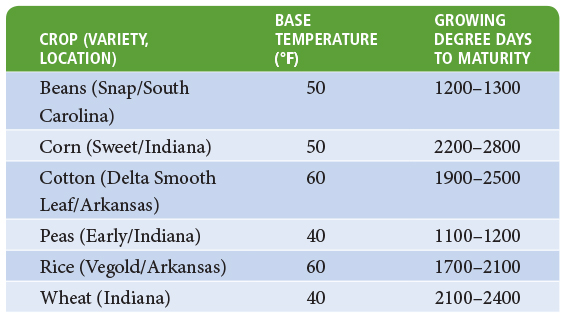 CROP (VARIETY, LOCATION) BASE TEMPERATURE (°F) GROWING DEGREE DAYS TO MATURITY
Beans (Snap/South 50 1200–1300
Carolina)
Corn (Sweet/Indiana) 50 2200–2800
Cotton (Delta Smooth 60 1900–2500
Leaf/Arkansas)
Peas (Early/Indiana) 40 1100–1200
Rice (Vegold/Arkansas) 60 1700–2100
Wheat (Indiana) 40 2100–2400